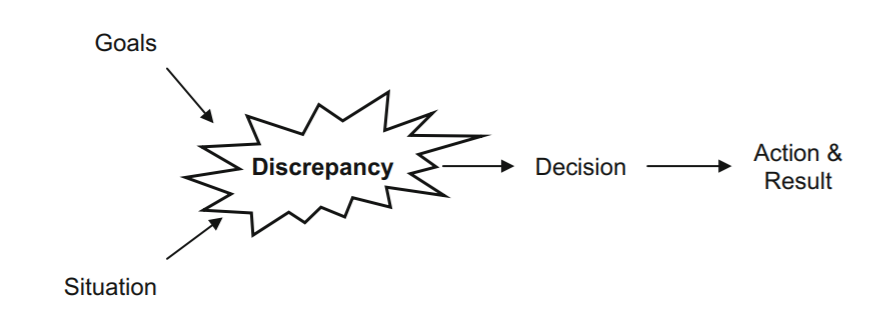 Goals
Discrepancy
Decision
Action &
Result
Situation